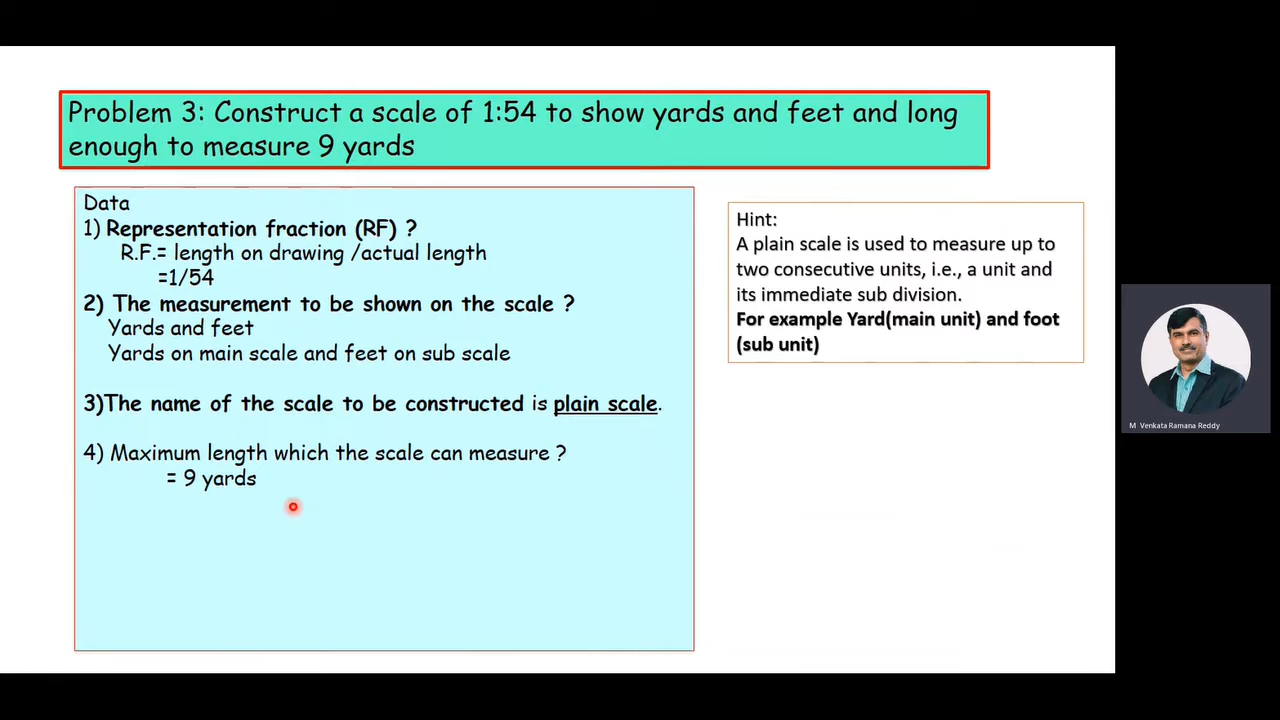 Problem 3: Construct a scale of 1:54 to show yards and feet and long
enough to measure 9 yards
Data
1) Representation fraction (RF) ?
R.F.= length on drawing /actual length
=1/54
2) The measurement to be shown on the scale ?
Yards and feet
Yards on main scale and feet on sub scale
3)The name of the scale to be constructed is plain scale.
4) Maximum length which the scale can measure ?
= 9 yards
Hint:
A plain scale is used to measure up to
two consecutive units, i.e., a unit and
its immediate sub division.
For example Yard(main unit) and foot
(sub unit)
M Venkata Ramana Reddy